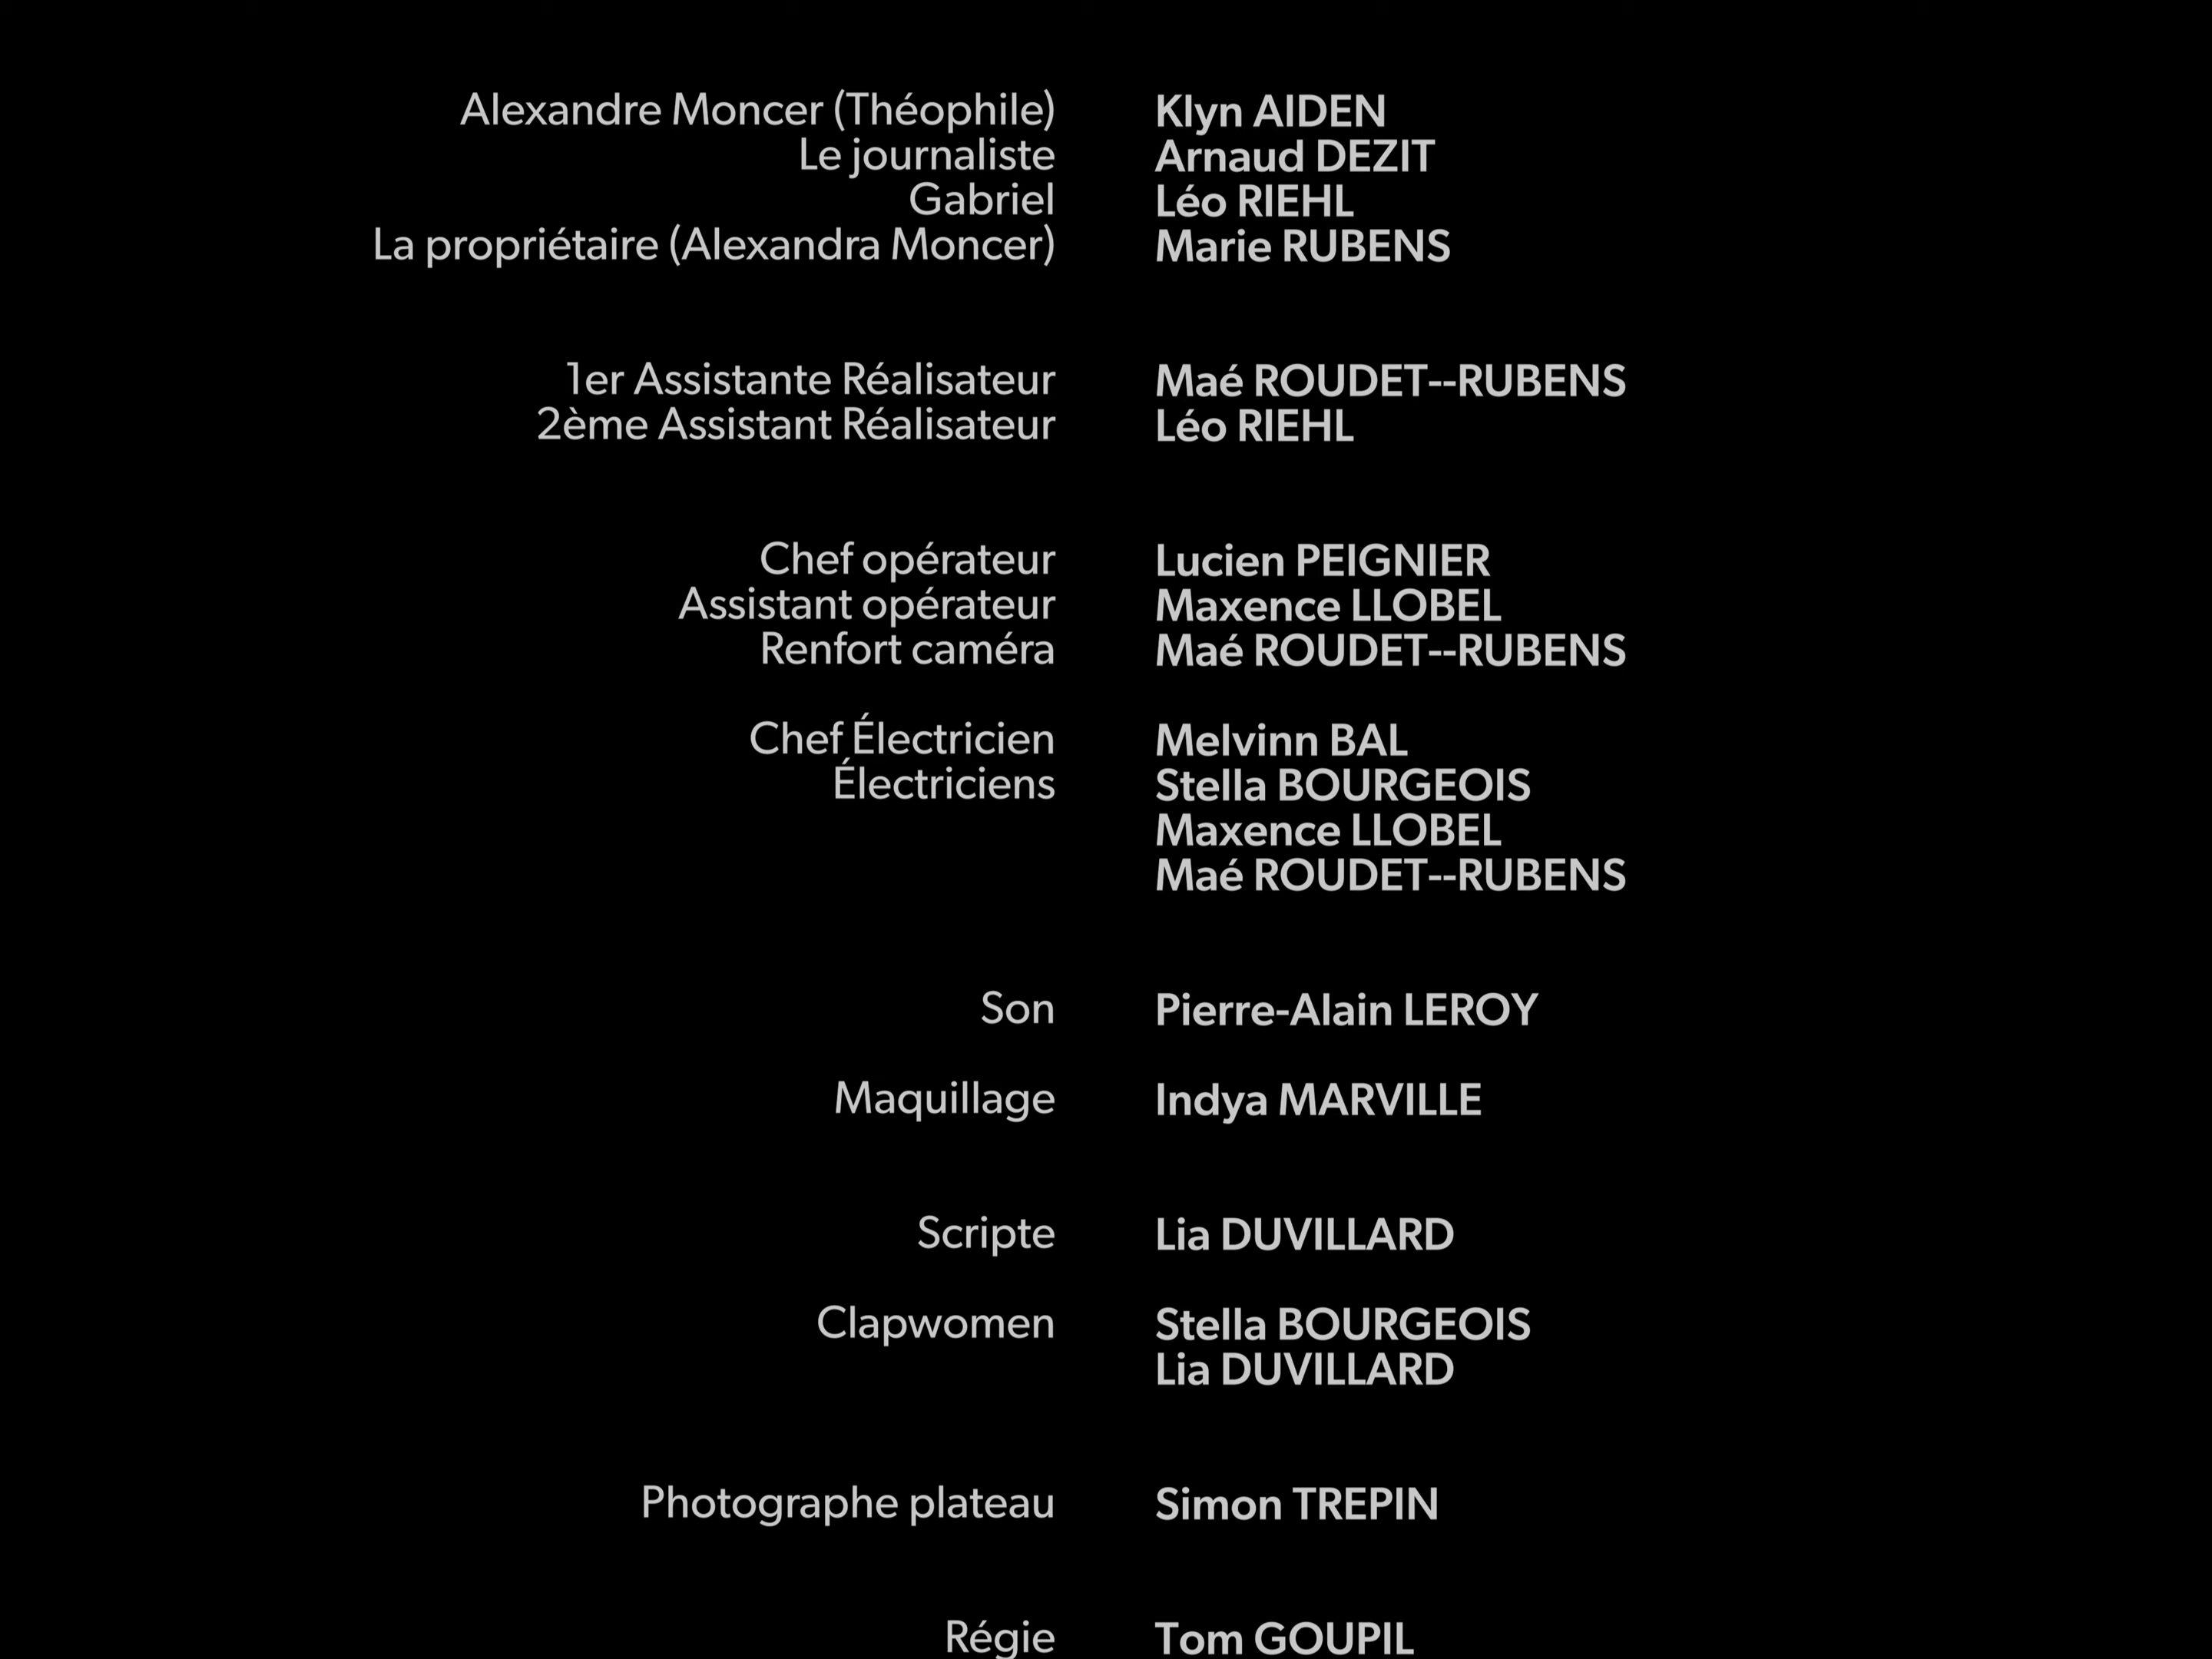 Alexandre Moncer (Théophile) Klyn AIDEN
Le journaliste Arnaud DEZIT
Gabriel Léo RIEHL
La propriétaire (Alexandra Moncer) Marie RUBENS
1er Assistante Réalisateur Maé ROUDET--RUBENS
2ème Assistant Réalisateur Léo RIEHL
Chef opérateur Lucien PEIGNIER
Assistant opérateur Maxence LLOBEL
Renfort caméra Maé ROUDET--RUBENS
Chef Électricien Melvinn BAL
Électriciens Stella BOURGEOIS
Maxence LLOBEL
Maé ROUDET--RUBENS
Son Pierre-Alain LEROY
Maquillage Indya MARVILLE
Scripte Lia DUVILLARD
Clapwomen Stella BOURGEOIS
Lia DUVILLARD
Photographe plateau Simon TREPIN
Régie Tom GOUPIL